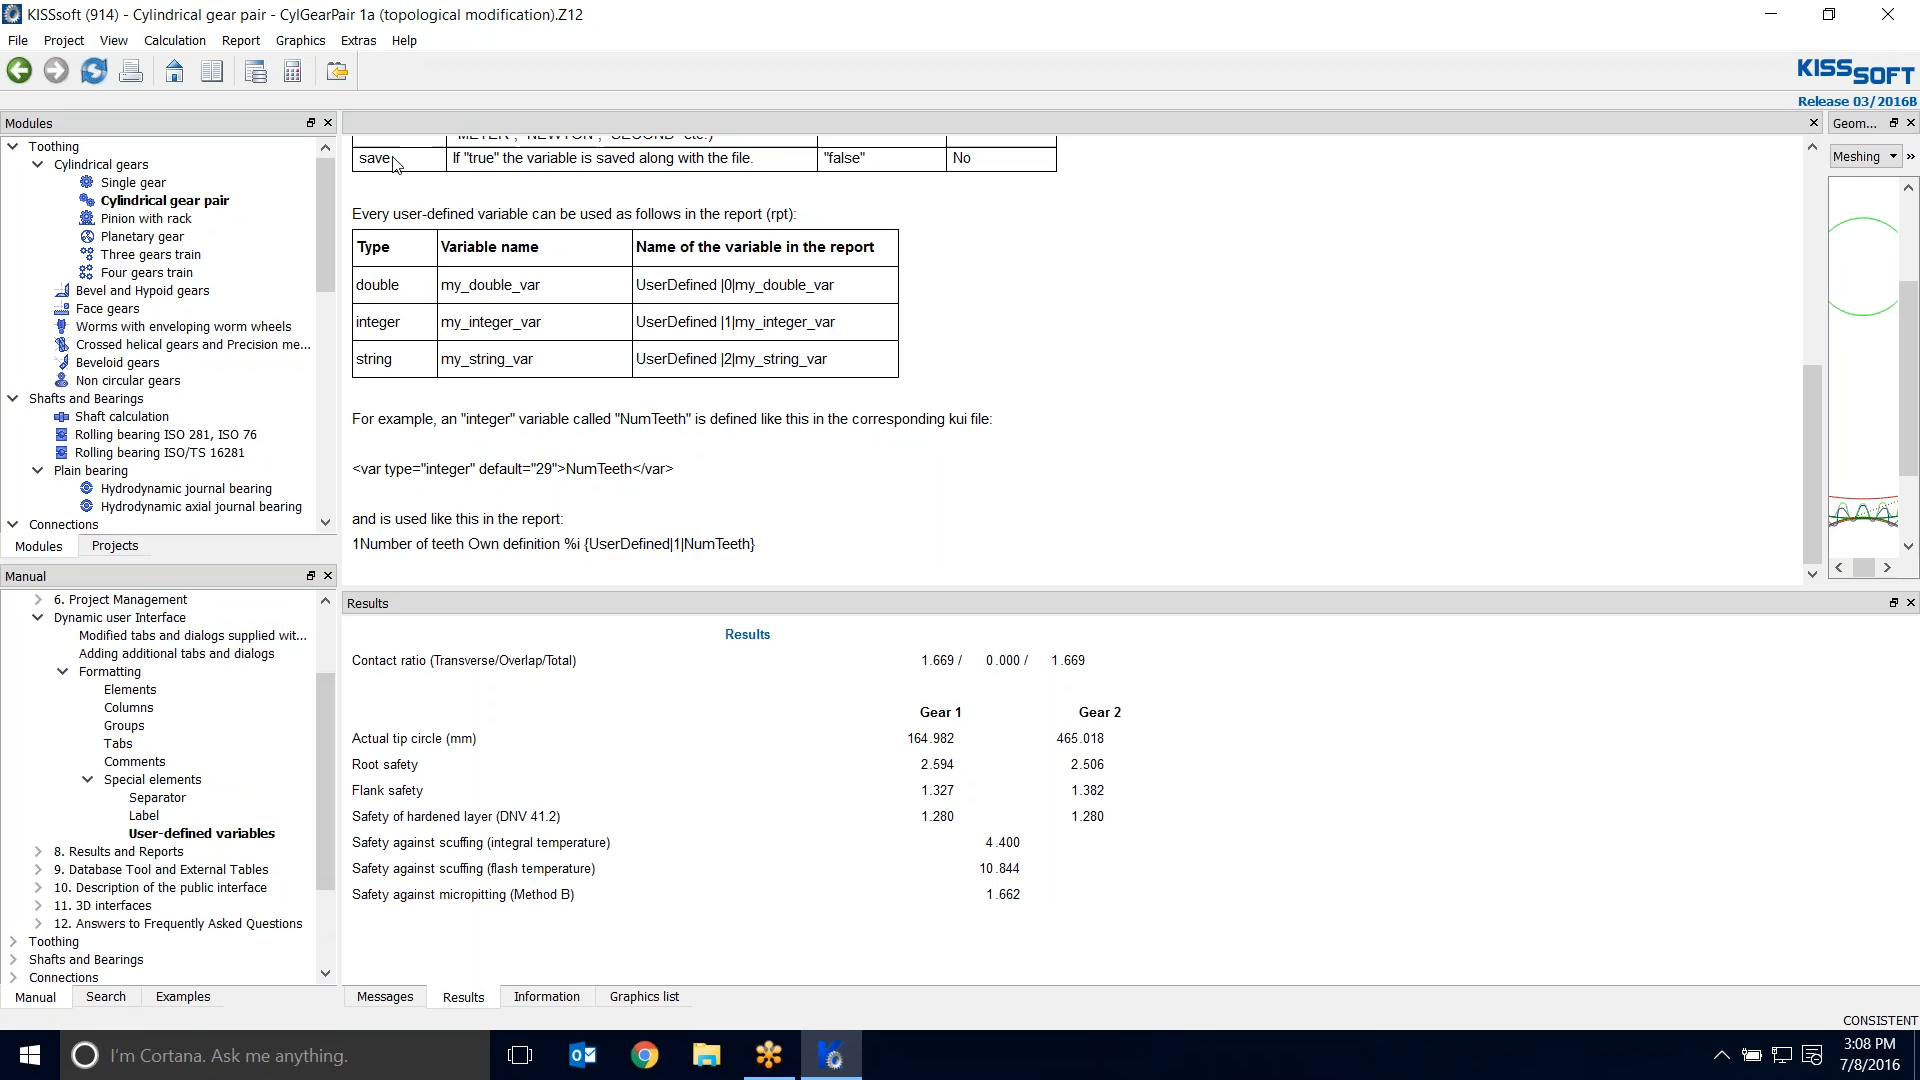 KISSsoft (914) - Cylindrical gear pair - CylGearPair 1a (topological modification).Z12
File Project View Calculation Report Graphics Extras Help
KISSSOFT
Release 03/2016B
Modules
Geom...
Meshing
»
Toothing
Cylindrical gears
Single gear
Cylindrical gear pair
Pinion with rack
Planetary gear
Three gears train
Four gears train
Bevel and Hypoid gears
Face gears
Worms with enveloping worm wheels
Crossed helical gears and Precision me...
Beveloid gears
Non circular gears
Shafts and Bearings
Shaft calculation
Rolling bearing ISO 281, ISO 76
Rolling bearing ISO/TS 16281
Plain bearing
Hydrodynamic journal bearing
Hydrodynamic axial journal bearing
Connections
Modules Projects
"METER", "NEWTON", "SECOND" etc.)
save If "true" the variable is saved along with the file. "false" No
Every user-defined variable can be used as follows in the report (rpt):
Type Variable name Name of the variable in the report
double my_double_var UserDefined |0|my_double_var
integer my_integer_var UserDefined |1|my_integer_var
string my_string_var UserDefined |2|my_string_var
For example, an "integer" variable called "NumTeeth" is defined like this in the corresponding kui file:
<var type="integer" default="29">NumTeeth</var>
and is used like this in the report:
1Number of teeth Own definition %i {UserDefined|1|NumTeeth}
Manual
6. Project Management
Dynamic user Interface
Modified tabs and dialogs supplied wit...
Adding additional tabs and dialogs
Formatting
Elements
Columns
Groups
Tabs
Comments
Special elements
Separator
Label
User-defined variables
8. Results and Reports
9. Database Tool and External Tables
10. Description of the public interface
11. 3D interfaces
12. Answers to Frequently Asked Questions
Toothing
Shafts and Bearings
Connections
Manual Search Examples
Results
Results
Contact ratio (Transverse/Overlap/Total) 1.669 / 0.000 / 1.669
Gear 1 Gear 2
Actual tip circle (mm) 164.982 465.018
Root safety 2.594 2.506
Flank safety 1.327 1.382
Safety of hardened layer (DNV 41.2) 1.280 1.280
Safety against scuffing (integral temperature) 4.400
Safety against scuffing (flash temperature) 10.844
Safety against micropitting (Method B) 1.662
Messages Results Information Graphics list
CONSISTENT
I'm Cortana. Ask me anything.
3:08 PM
7/8/2016